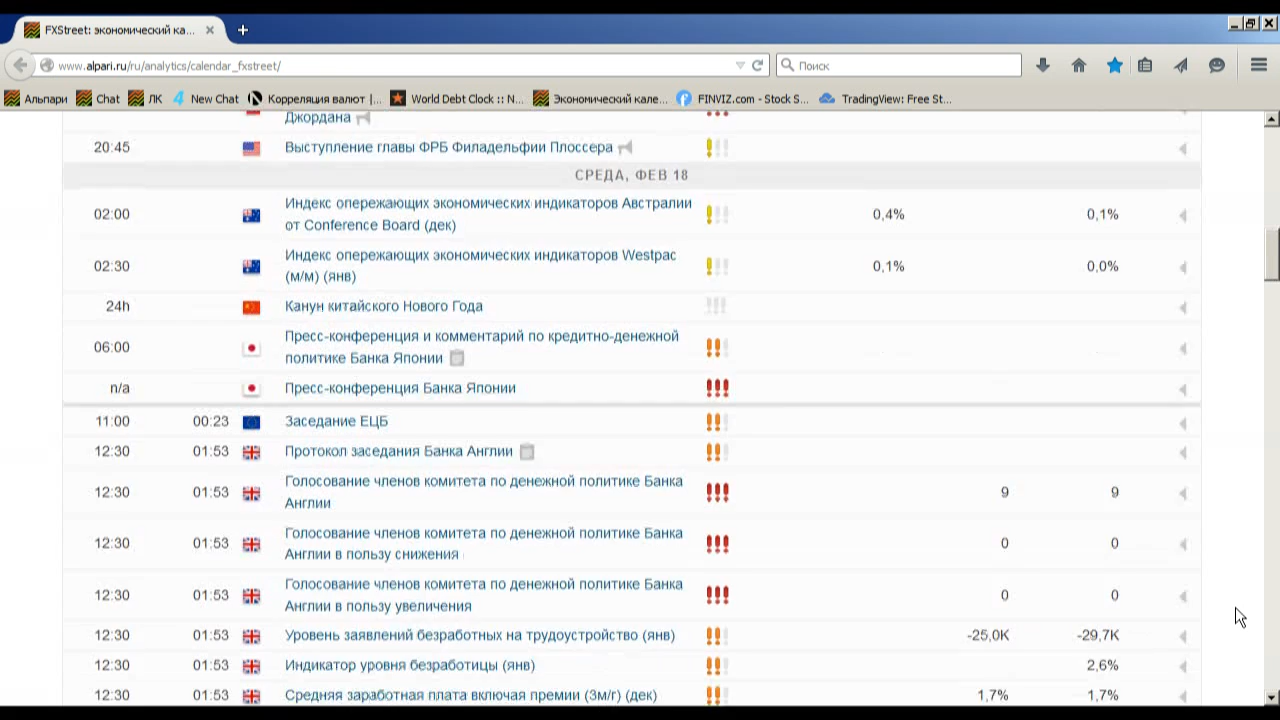 FXStreet: экономический ка...
www.alpari.ru/ru/analytics/calendar_fxstreet/
Поиск
Альпари Chat ЛК New Chat Корреляция валют |... World Debt Clock :: N... Экономический кале... FINVIZ.com - Stock S... TradingView: Free St...
Джордана
20:45 Выступление главы ФРБ Филадельфии Плоссера
СРЕДА, ФЕВ 18
Индекс опережающих экономических индикаторов Австралии
02:00 0,4% 0,1%
от Conference Board (дек)
Индекс опережающих экономических индикаторов Westpac
02:30 0,1% 0,0%
(м/м) (янв)
24h Канун китайского Нового Года
Пресс-конференция и комментарий по кредитно-денежной
06:00
политике Банка Японии
n/a Пресс-конференция Банка Японии
11:00 00:23 Заседание ЕЦБ
12:30 01:53 Протокол заседания Банка Англии
Голосование членов комитета по денежной политике Банка
12:30 01:53 9 9
Англии
Голосование членов комитета по денежной политике Банка
12:30 01:53 0 0
Англии в пользу снижения
Голосование членов комитета по денежной политике Банка
12:30 01:53 0 0
Англии в пользу увеличения
12:30 01:53 Уровень заявлений безработных на трудоустройство (янв) -25,0K -29,7K
12:30 01:53 Индикатор уровня безработицы (янв) 2,6%
12:30 01:53 Средняя заработная плата включая премии (3м/г) (дек) 1,7% 1,7%